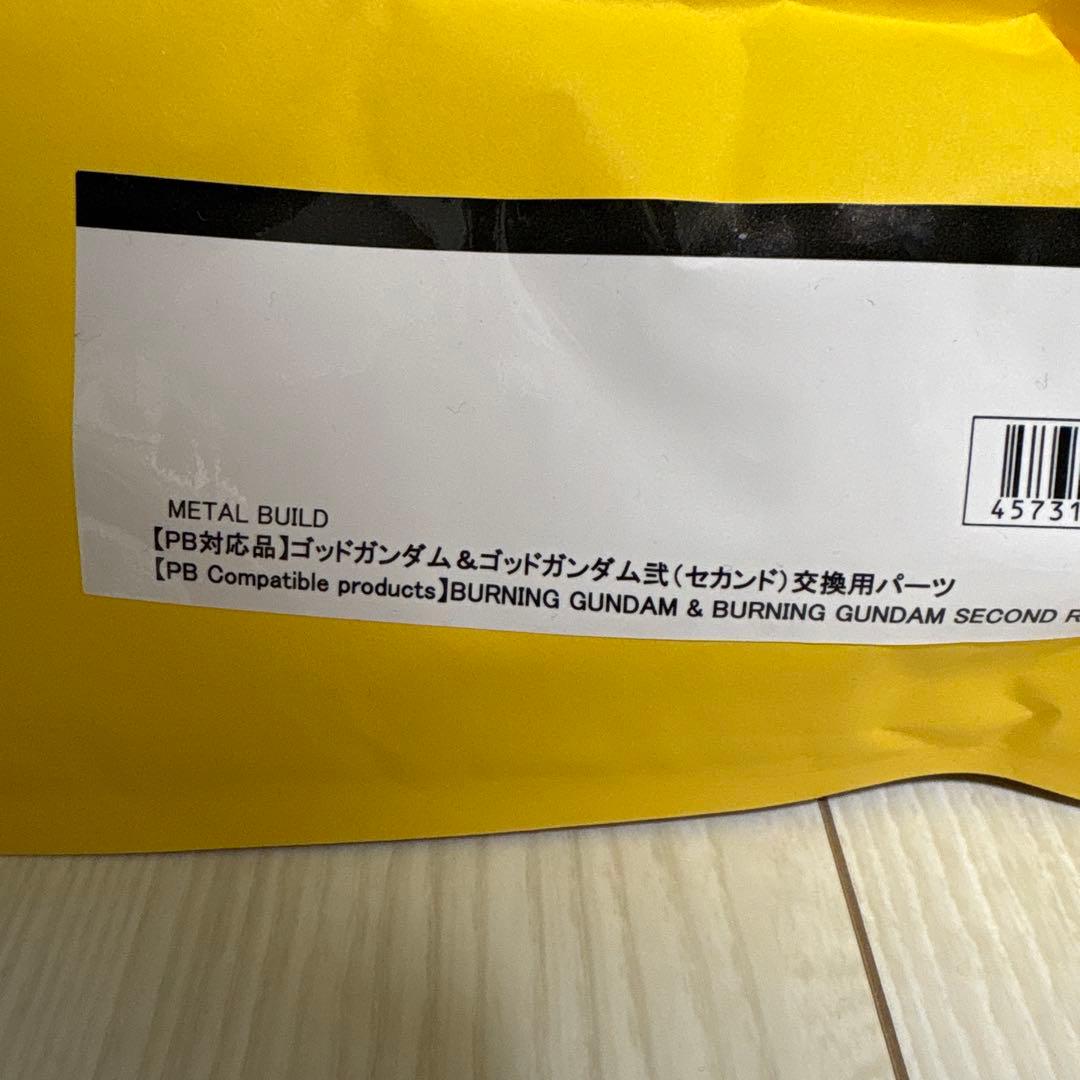 45731
METAL BUILD
【PB対応品】ゴッドガンダム&ゴッドガンダム弐(セカンド)交換用パーツ
【PB Compatible products】BURNING GUNDAM & BURNING GUNDAM SECOND